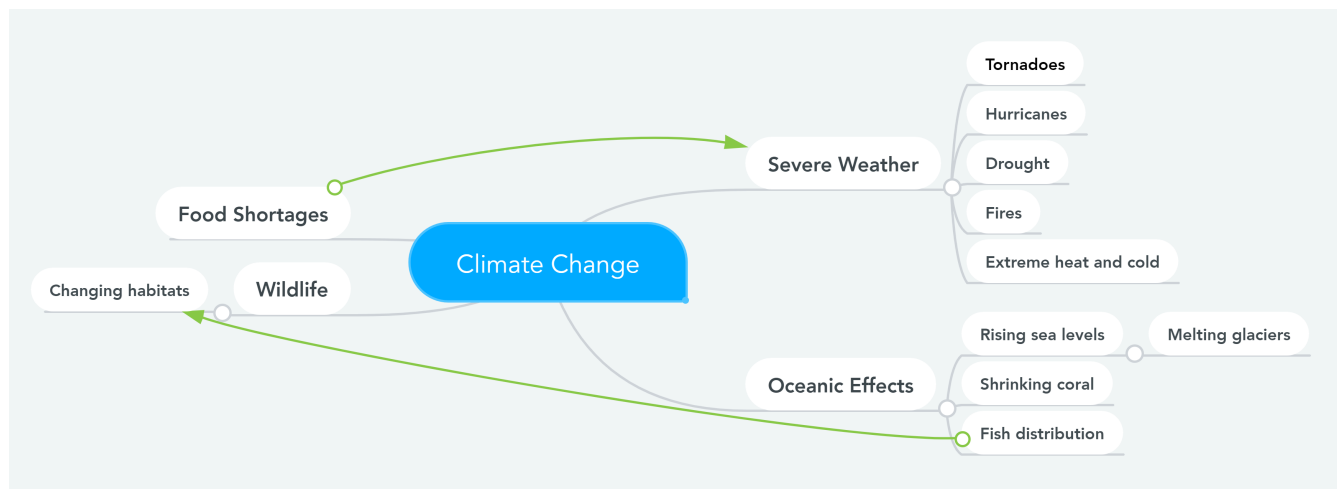 Climate Change
Severe Weather
Tornadoes
Hurricanes
Drought
Fires
Extreme heat and cold
Oceanic Effects
Rising sea levels
Melting glaciers
Shrinking coral
Fish distribution
Food Shortages
Wildlife
Changing habitats